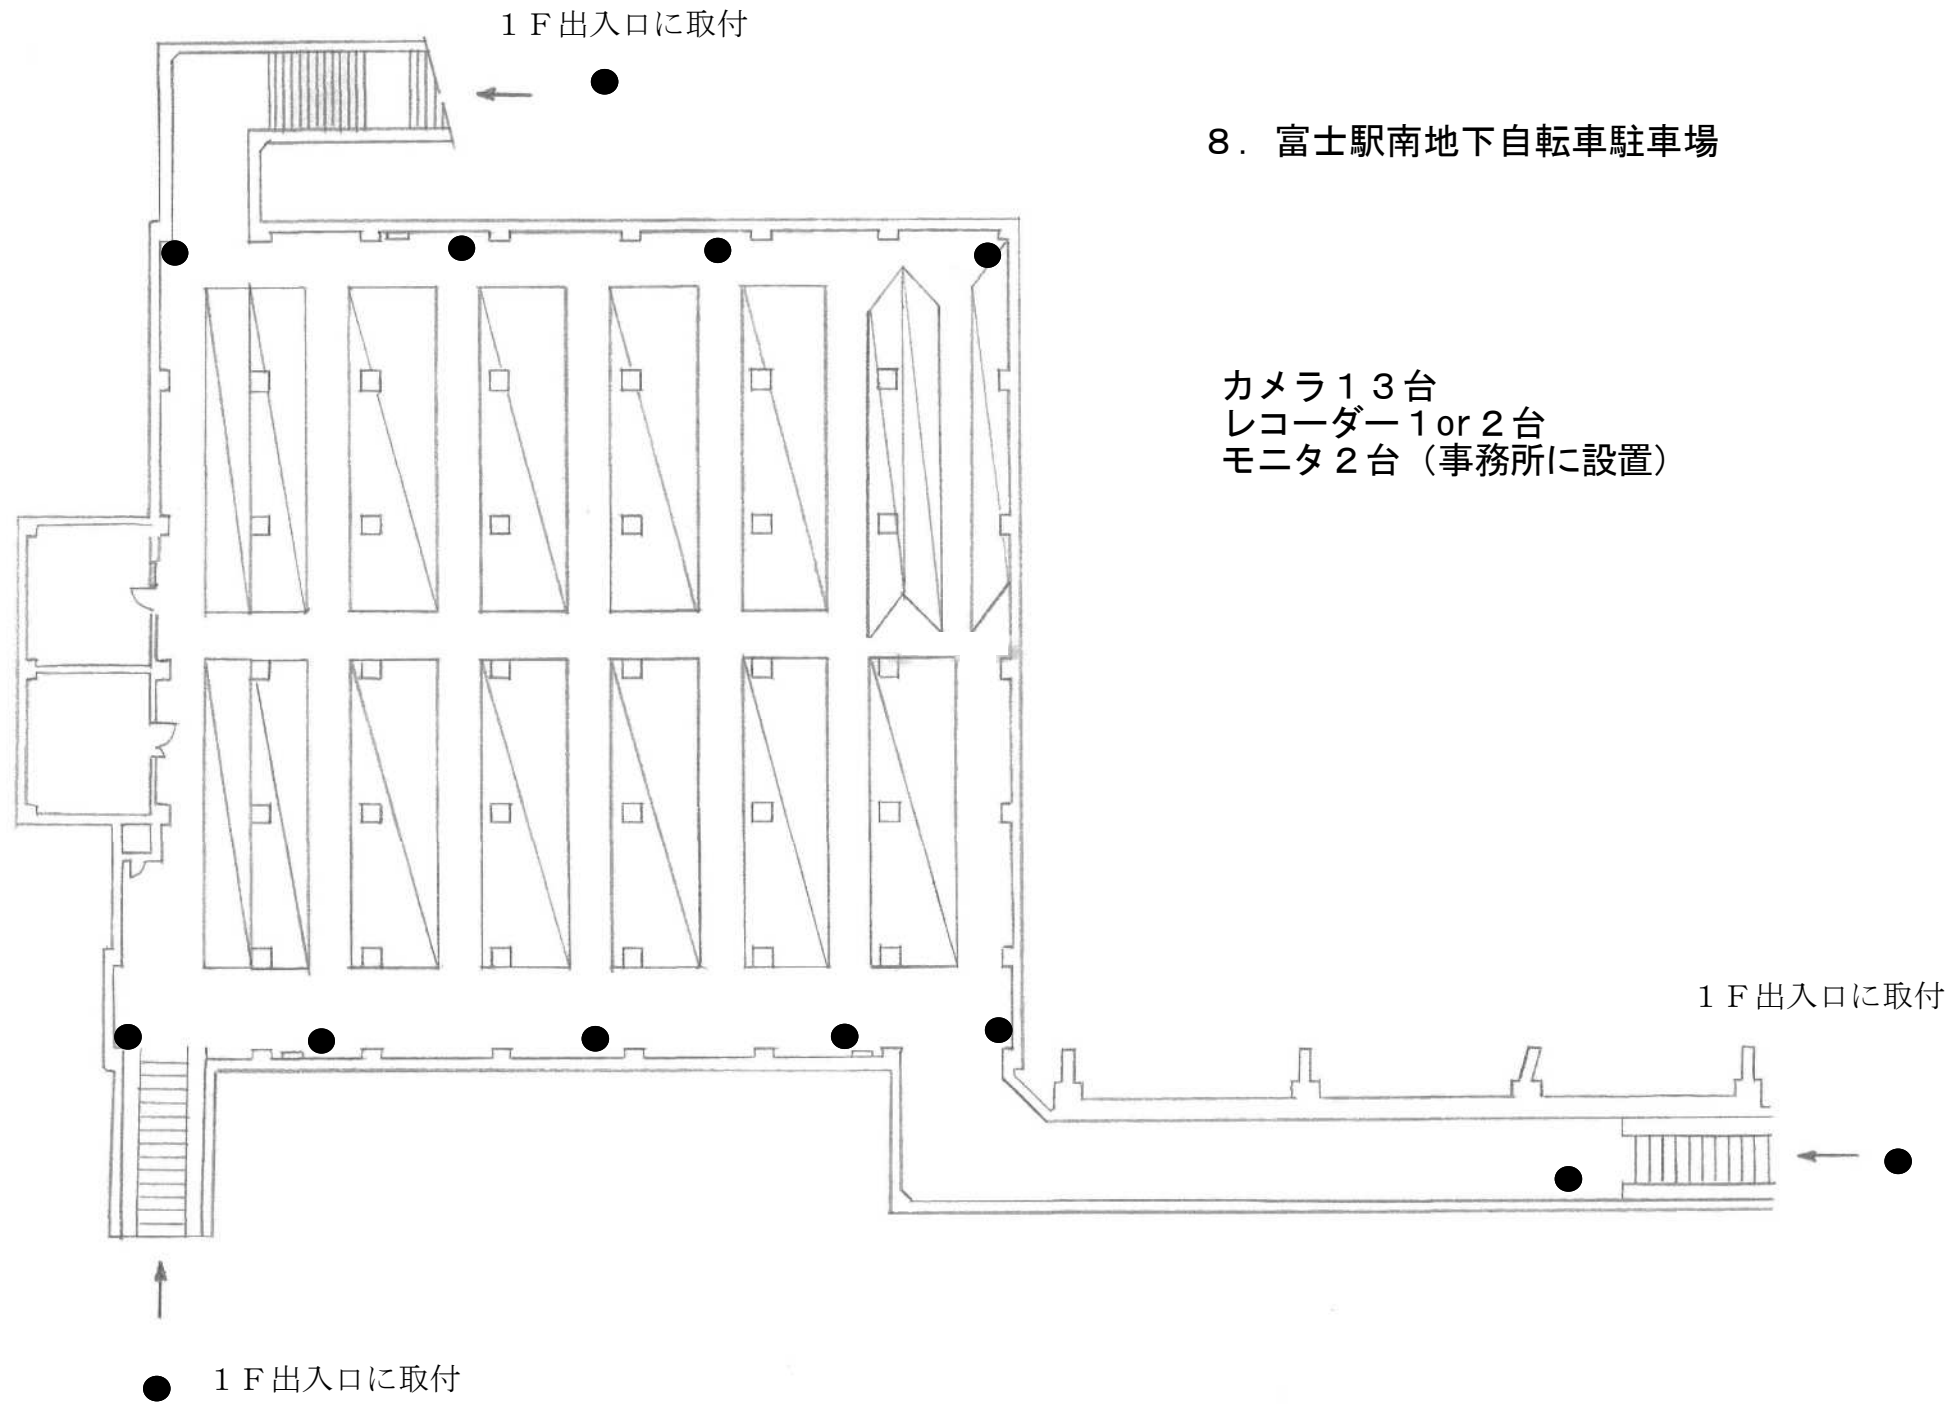 １Ｆ出入口に取付
８．富士駅南地下自転車駐車場
カメラ１３台
レコーダー１or２台
モニタ２台（事務所に設置）
１Ｆ出入口に取付
１Ｆ出入口に取付